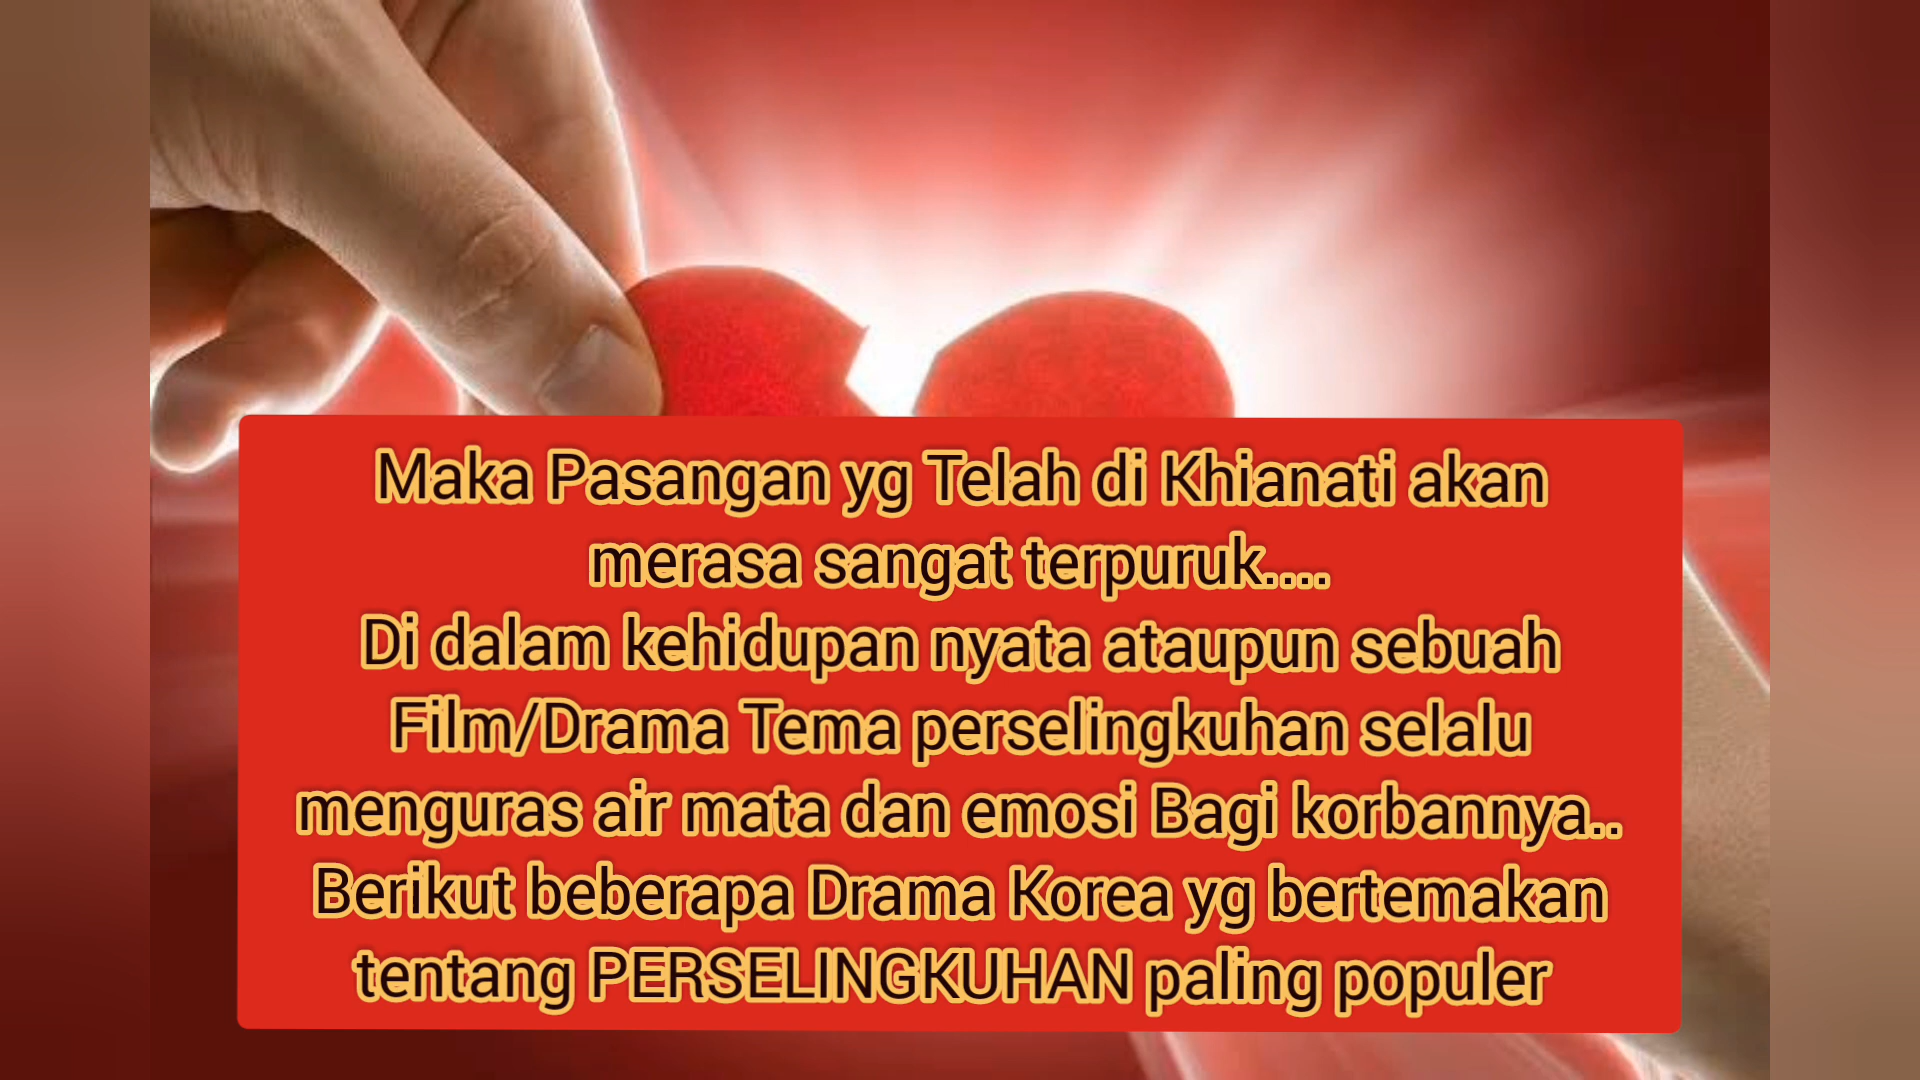 Maka Pasangan yg Telah di Khianati akan
merasa sangat terpuruk....
Di dalam kehidupan nyata ataupun sebuah
Film/Drama Tema perselingkuhan selalu
menguras air mata dan emosi Bagi korbannya..
Berikut beberapa Drama Korea yg bertemakan
tentang PERSELINGKUHAN paling populer